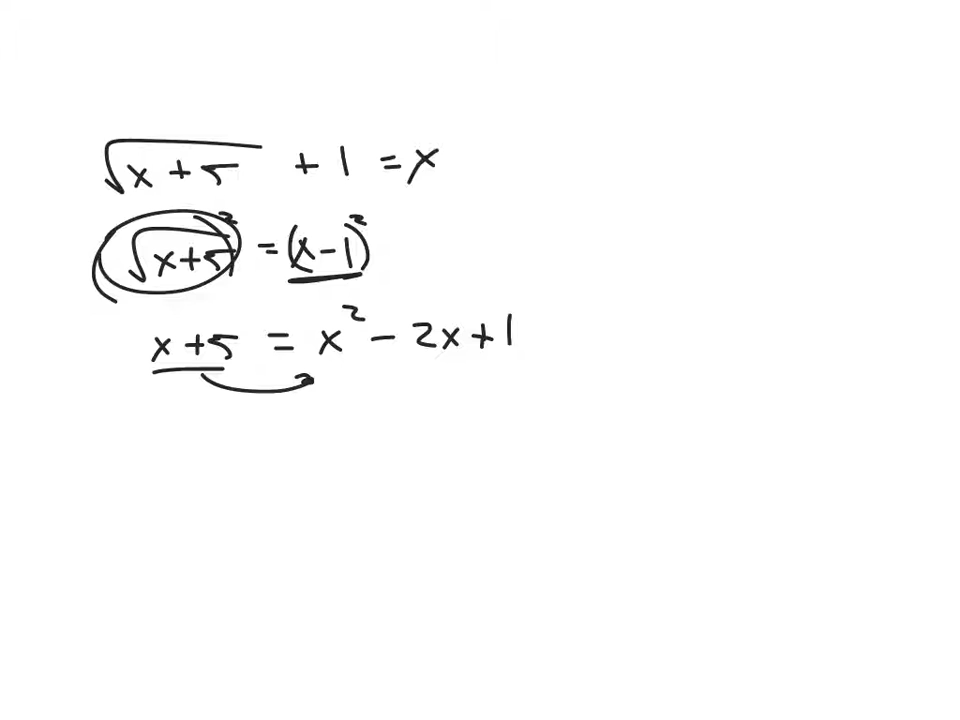 √(x + 5) + 1 = x
(√(x + 5))² = (x - 1)²
x + 5 = x² - 2x + 1